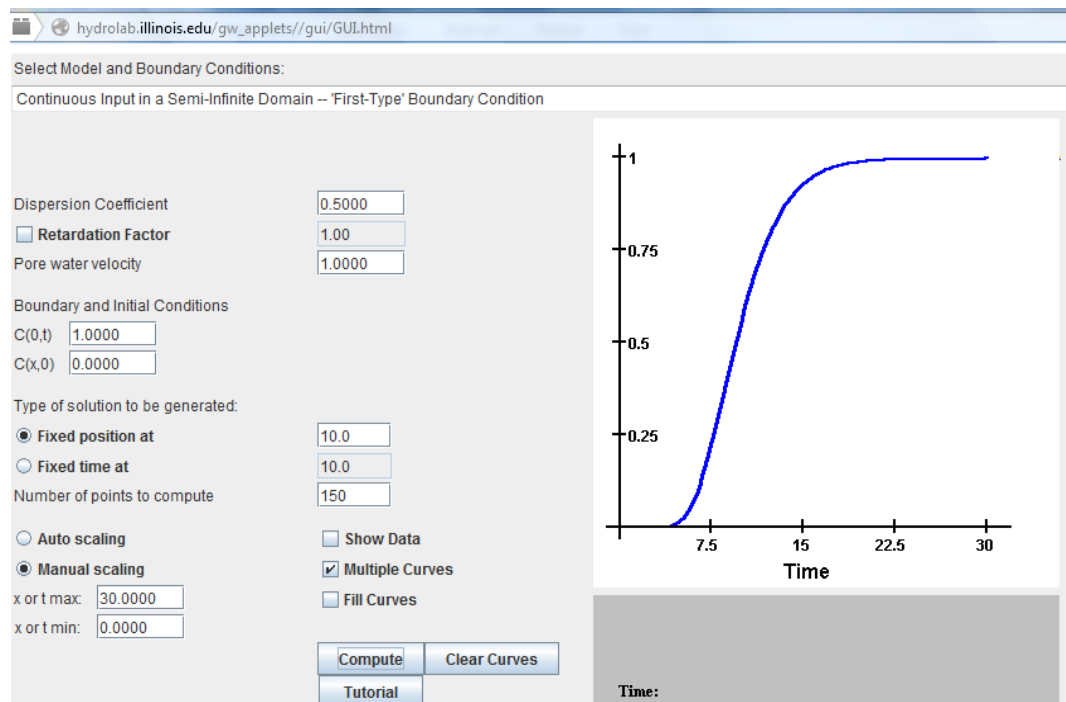 hydrolab.illinois.edu/gw_applets//gui/GUI.html
Select Model and Boundary Conditions:
Continuous Input in a Semi-Infinite Domain -- 'First-Type' Boundary Condition
Dispersion Coefficient 0.5000
Retardation Factor 1.00
Pore water velocity 1.0000
Boundary and Initial Conditions
C(0,t) 1.0000
C(x,0) 0.0000
Type of solution to be generated:
Fixed position at 10.0
Fixed time at 10.0
Number of points to compute 150
Auto scaling Show Data
Manual scaling Multiple Curves
x or t max: 30.0000 Fill Curves
x or t min: 0.0000
Compute Clear Curves
Tutorial
1
0.75
0.5
0.25
7.5 15 22.5 30
Time
Time: